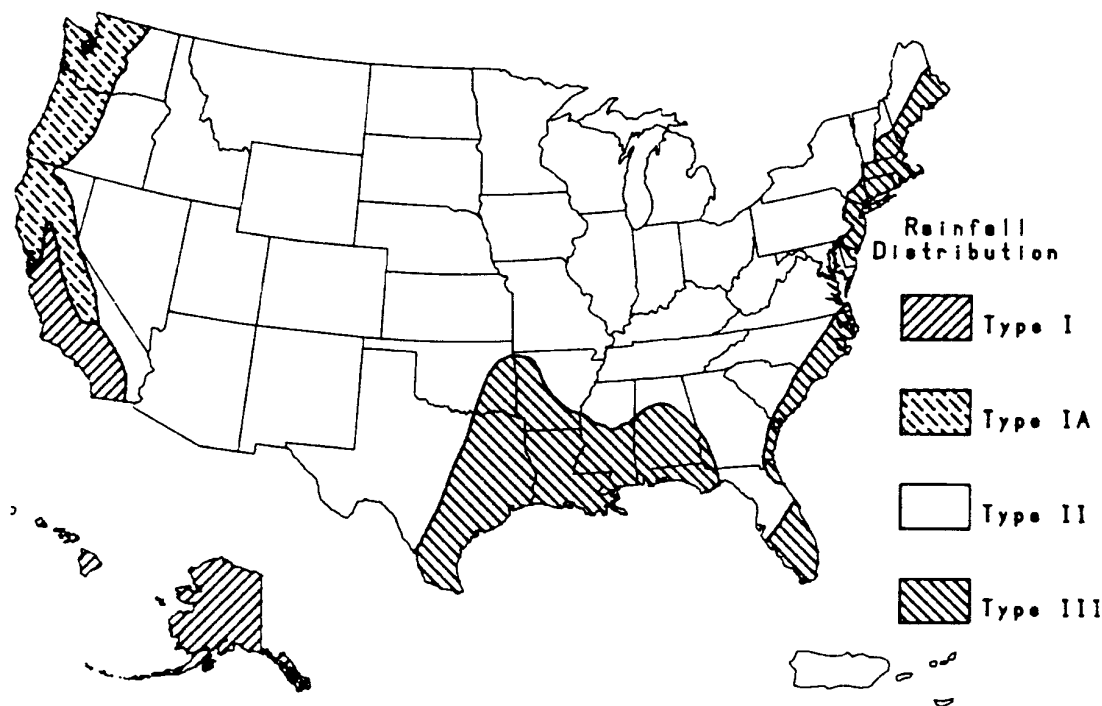 Rainfall
Distribution
Type I
Type IA
Type II
Type III